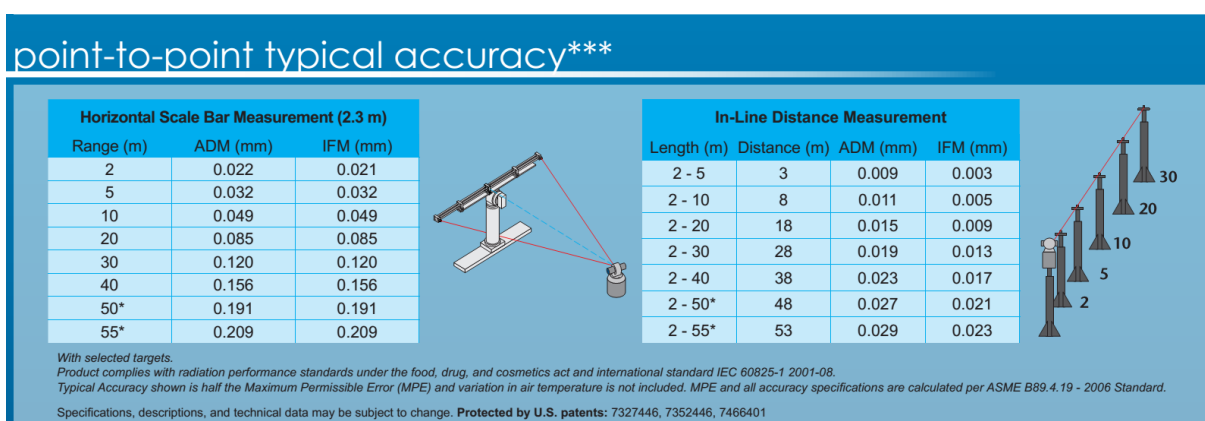 point-to-point typical accuracy***
Horizontal Scale Bar Measurement (2.3 m)
Range (m) ADM (mm) IFM (mm)
2 0.022 0.021
5 0.032 0.032
10 0.049 0.049
20 0.085 0.085
30 0.120 0.120
40 0.156 0.156
50* 0.191 0.191
55* 0.209 0.209
In-Line Distance Measurement
Length (m) Distance (m) ADM (mm) IFM (mm)
2 - 5 3 0.009 0.003
2 - 10 8 0.011 0.005
2 - 20 18 0.015 0.009
2 - 30 28 0.019 0.013
2 - 40 38 0.023 0.017
2 - 50* 48 0.027 0.021
2 - 55* 53 0.029 0.023
30
20
10
5
2
With selected targets.
Product complies with radiation performance standards under the food, drug, and cosmetics act and international standard IEC 60825-1 2001-08.
Typical Accuracy shown is half the Maximum Permissible Error (MPE) and variation in air temperature is not included. MPE and all accuracy specifications are calculated per ASME B89.4.19 - 2006 Standard.
Specifications, descriptions, and technical data may be subject to change. Protected by U.S. patents: 7327446, 7352446, 7466401